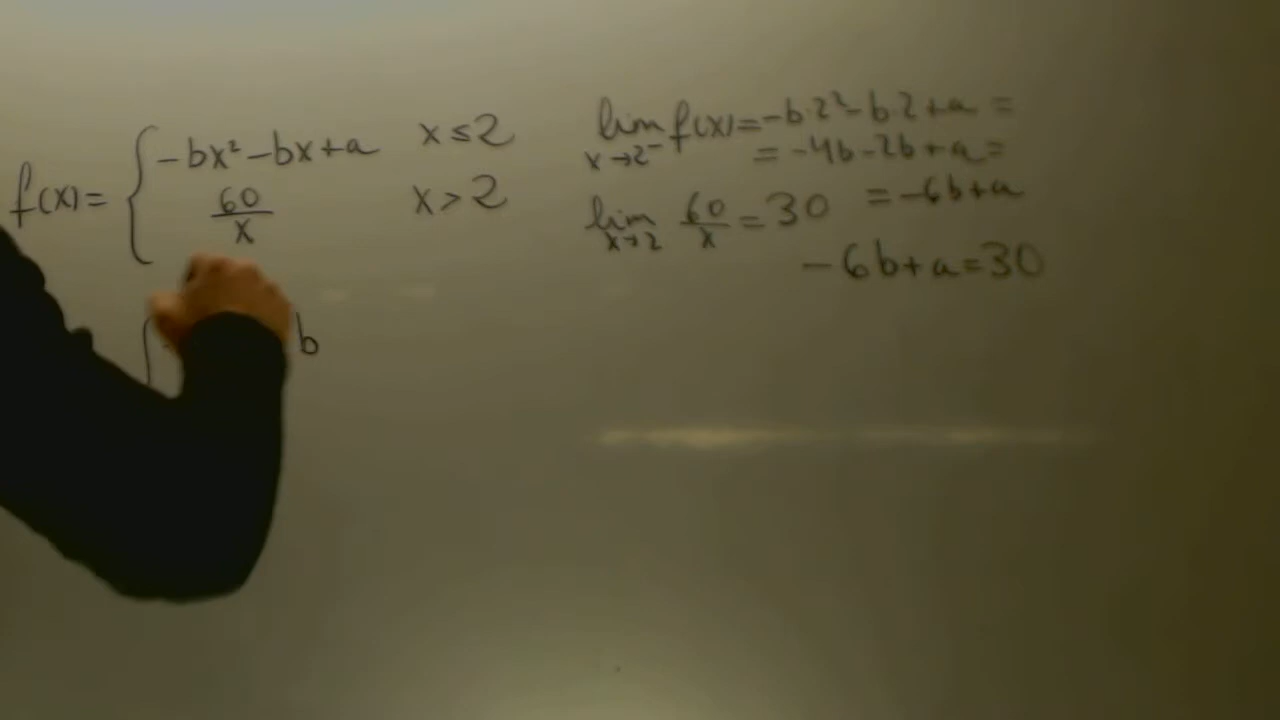 f(x) = { -bx² - bx + a   x ≤ 2
60/x   x > 2
b
lim x→2⁻ f(x) = -b·2² - b·2 + a =
= -4b - 2b + a =
= -6b + a
lim x→2 60/x = 30
-6b + a = 30